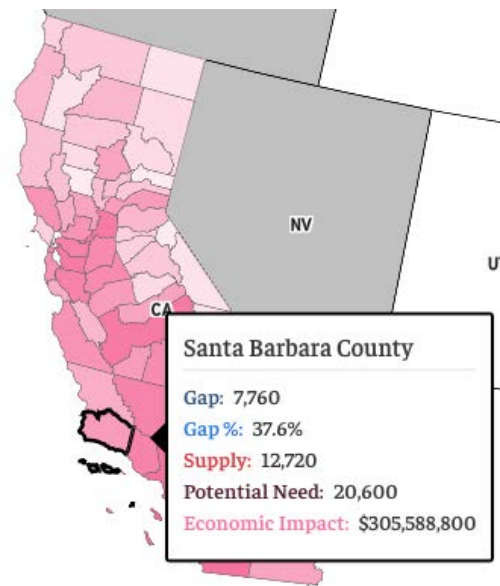 NV
U
CA
Santa Barbara County
Gap: 7,760
Gap %: 37.6%
Supply: 12,720
Potential Need: 20,600
Economic Impact: $305,588,800